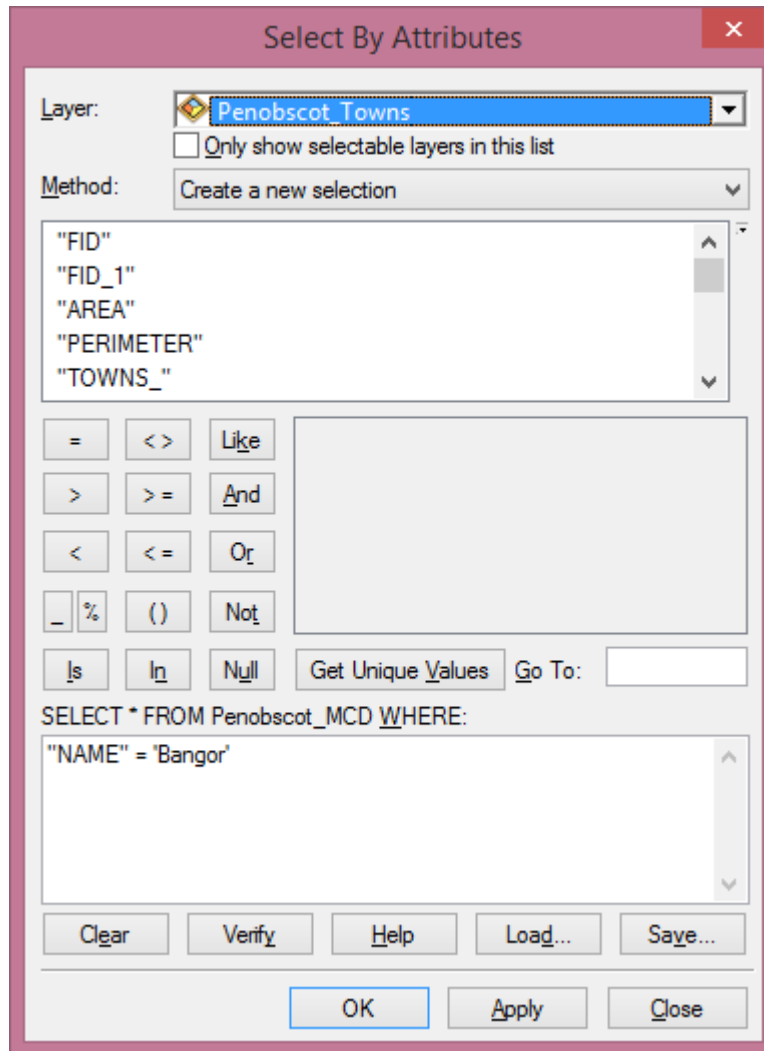 Select By Attributes
Layer: Penobscot_Towns
Only show selectable layers in this list
Method: Create a new selection
"FID"
"FID_1"
"AREA"
"PERIMETER"
"TOWNS_"
= < > Like
> > = And
< < = Or
_ % ( ) Not
Is In Null Get Unique Values Go To:
SELECT * FROM Penobscot_MCD WHERE:
"NAME" = 'Bangor'
Clear Verify Help Load... Save...
OK Apply Close